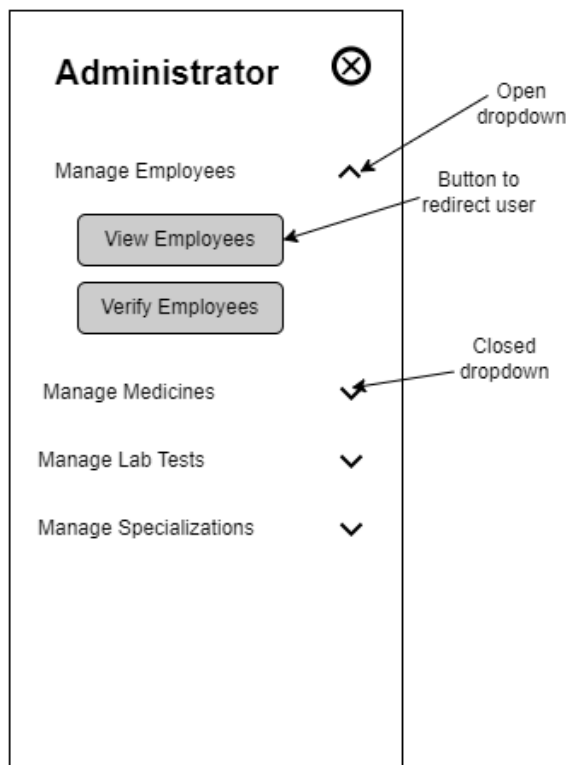 Administrator
Open
dropdown
Manage Employees
Button to
redirect user
View Employees
Verify Employees
Closed
dropdown
Manage Medicines
Manage Lab Tests
Manage Specializations